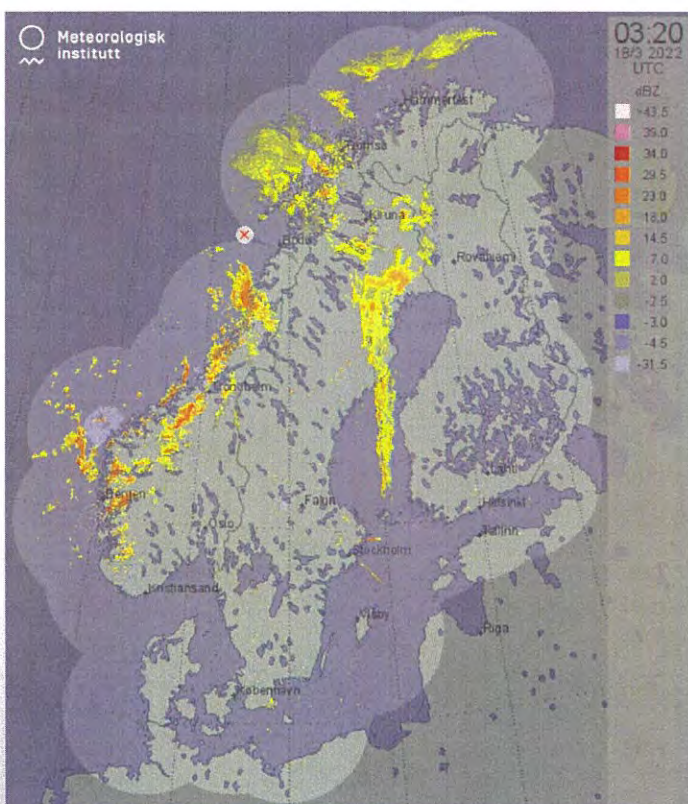 Meteorologisk
institutt
03:20
18/3 2022
UTC
dBZ
>43.5
39.0
34.0
29.5
23.0
18.0
14.5
7.0
2.0
-2.5
-3.0
-4.5
-31.5
Hammerfest
Tromsø
Kiruna
Bodø
Rovaniemi
Trondheim
Lahti
Bergen
Falun
Helsinki
Oslo
Tallinn
Stockholm
Kristiansand
Visby
Riga
København